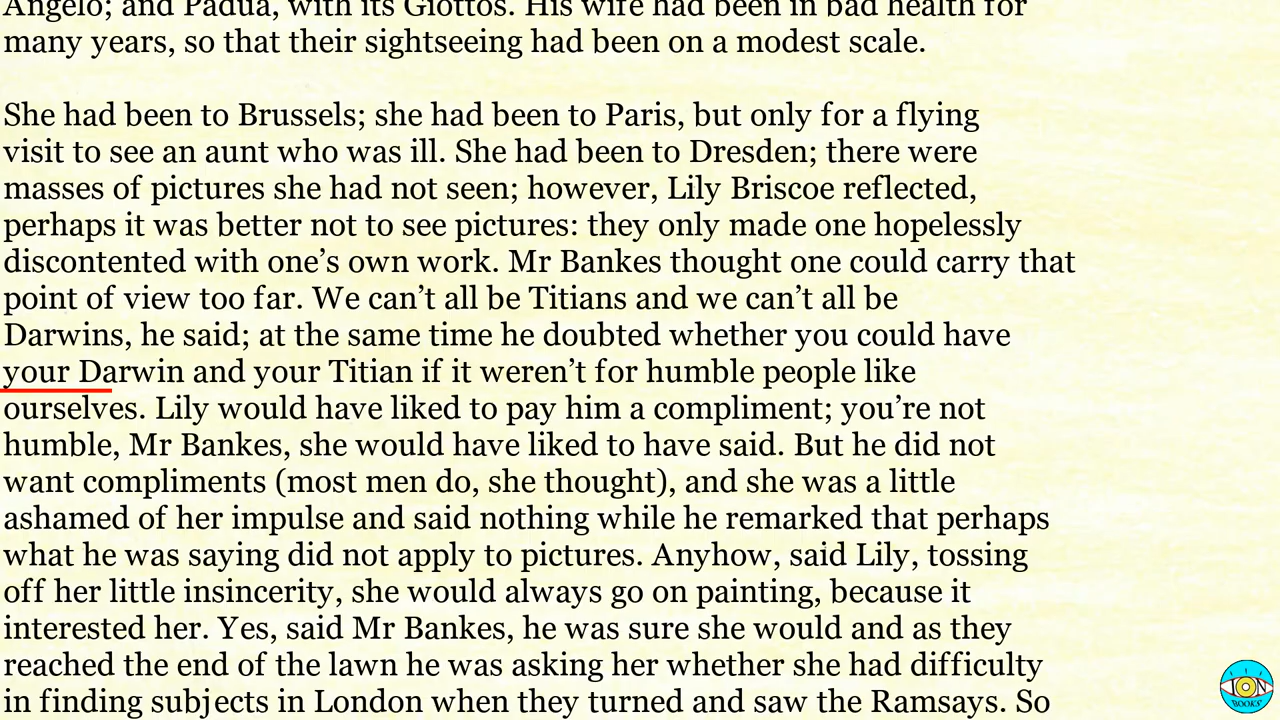 Angelo; and Padua, with its Giottos. His wife had been in bad health for
many years, so that their sightseeing had been on a modest scale.
She had been to Brussels; she had been to Paris, but only for a flying
visit to see an aunt who was ill. She had been to Dresden; there were
masses of pictures she had not seen; however, Lily Briscoe reflected,
perhaps it was better not to see pictures: they only made one hopelessly
discontented with one’s own work. Mr Bankes thought one could carry that
point of view too far. We can’t all be Titians and we can’t all be
Darwins, he said; at the same time he doubted whether you could have
your Darwin and your Titian if it weren’t for humble people like
ourselves. Lily would have liked to pay him a compliment; you’re not
humble, Mr Bankes, she would have liked to have said. But he did not
want compliments (most men do, she thought), and she was a little
ashamed of her impulse and said nothing while he remarked that perhaps
what he was saying did not apply to pictures. Anyhow, said Lily, tossing
off her little insincerity, she would always go on painting, because it
interested her. Yes, said Mr Bankes, he was sure she would and as they
reached the end of the lawn he was asking her whether she had difficulty
in finding subjects in London when they turned and saw the Ramsays. So
ION
BOOKS